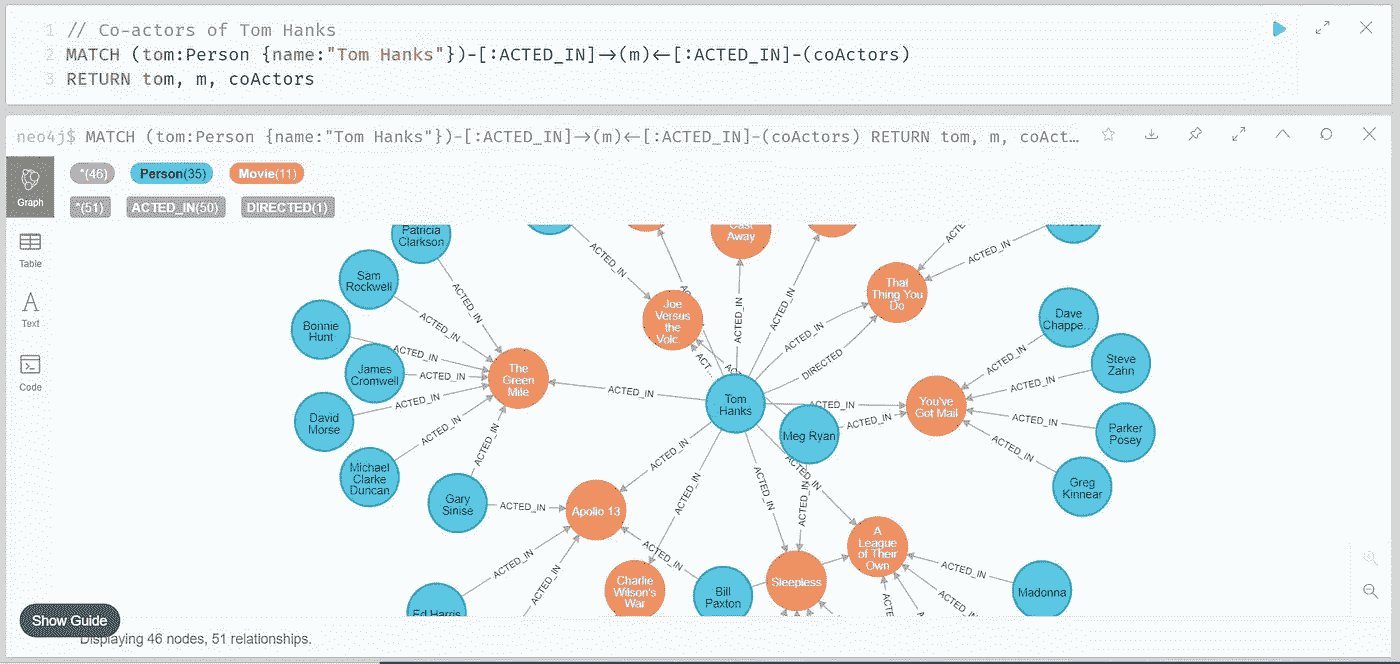 1 // Co-actors of Tom Hanks
2 MATCH (tom:Person {name:"Tom Hanks"})-[:ACTED_IN]→(m)←[:ACTED_IN]-(coActors)
3 RETURN tom, m, coActors
neo4j$ MATCH (tom:Person {name:"Tom Hanks"})-[:ACTED_IN]→(m)←[:ACTED_IN]-(coActors) RETURN tom, m, coAct…
*(46) Person(35) Movie(11)
*(51) ACTED_IN(50) DIRECTED(1)
Graph
Table
Text
Code
Patricia
Clarkson
Sam
Rockwell
Bonnie
Hunt
James
Cromwell
David
Morse
Michael
Clarke
Duncan
Gary
Sinise
ACTED_IN
ACTED_IN
ACTED_IN
ACTED_IN
ACTED_IN
ACTED_IN
ACTED_IN
The
Green
Mile
ACTED_IN
Cast
Away
ACTED_IN
ACTED_IN
ACTED_IN
Joe
Versus
the
Volc…
ACT…
That
Thing You
Do
ACTED_IN
ACTED_IN
DIRECTED
Tom
Hanks
ACTED_IN
Meg Ryan
ACTED_IN
You've
Got Mail
Dave
Chappe…
Steve
Zahn
Parker
Posey
Greg
Kinnear
ACTED_IN
ACTED_IN
ACTED_IN
ACTED_IN
ACTED_IN
ACTED_IN
ACTED_IN
ACTED_IN
ACTED_IN
ACTED_IN
Apollo 13
ACTED_IN
ACTED_IN
ACTED_IN
Ed Harris
Charlie
Wilson's
War
Bill
Paxton
Sleepless
A
League
of Their
Own
ACTED_IN
ACTED_IN
Madonna
Show Guide
Displaying 46 nodes, 51 relationships.